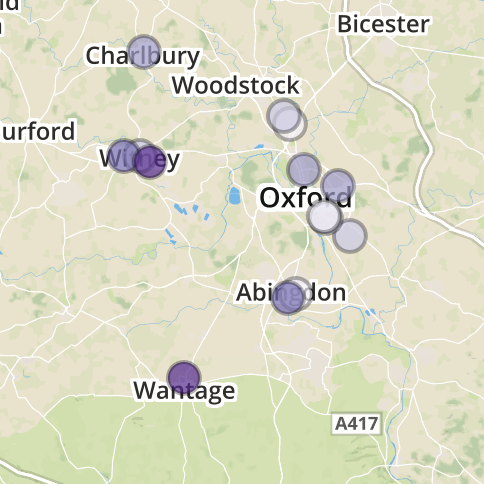 Bicester
Charlbury
Woodstock
urford
Witney
Oxford
Abingdon
Wantage
A417